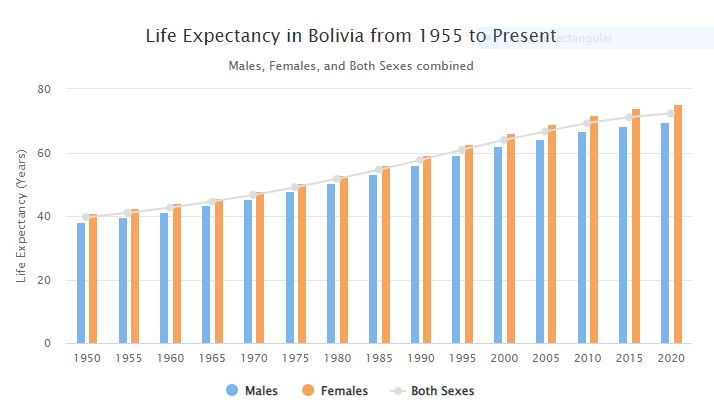 Life Expectancy in Bolivia from 1955 to Present
Males, Females, and Both Sexes combined
Life Expectancy (Years)
80
60
40
20
0
1950 1955 1960 1965 1970 1975 1980 1985 1990 1995 2000 2005 2010 2015 2020
Males Females Both Sexes